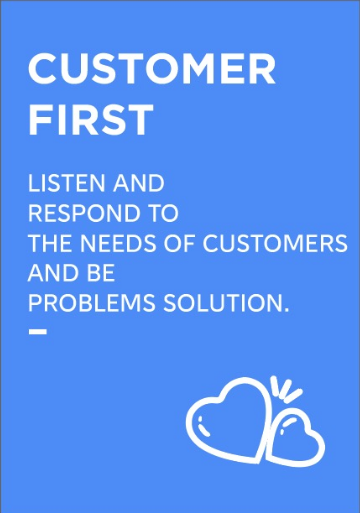 CUSTOMER
FIRST
LISTEN AND
RESPOND TO
THE NEEDS OF CUSTOMERS
AND BE
PROBLEMS SOLUTION.